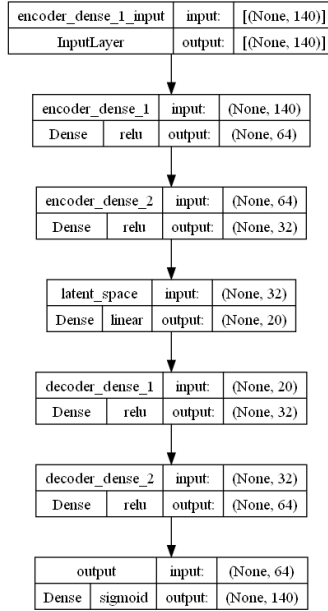 encoder_dense_1_input input: [(None, 140)]
InputLayer output: [(None, 140)]
encoder_dense_1 input: (None, 140)
Dense relu output: (None, 64)
encoder_dense_2 input: (None, 64)
Dense relu output: (None, 32)
latent_space input: (None, 32)
Dense linear output: (None, 20)
decoder_dense_1 input: (None, 20)
Dense relu output: (None, 32)
decoder_dense_2 input: (None, 32)
Dense relu output: (None, 64)
output input: (None, 64)
Dense sigmoid output: (None, 140)